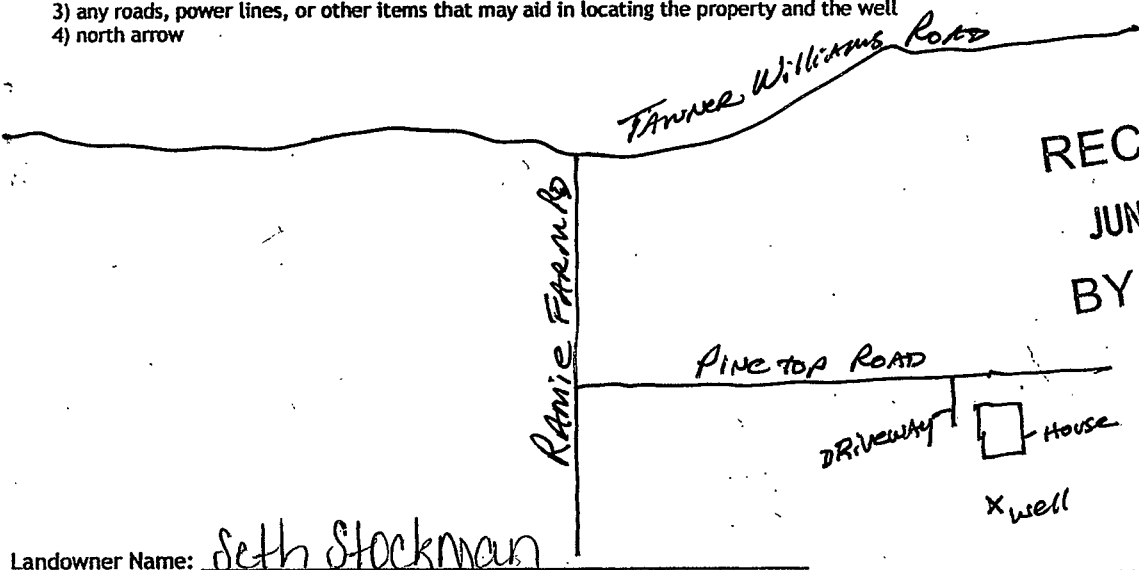 3) any roads, power lines, or other items that may aid in locating the property and the well
4) north arrow
TANNER WILLIAMS ROAD
REC
JUN
BY
RAMIE FARM RD
PINE TOP ROAD
DRIVEWAY
HOUSE
X well
Landowner Name: Seth Stockman